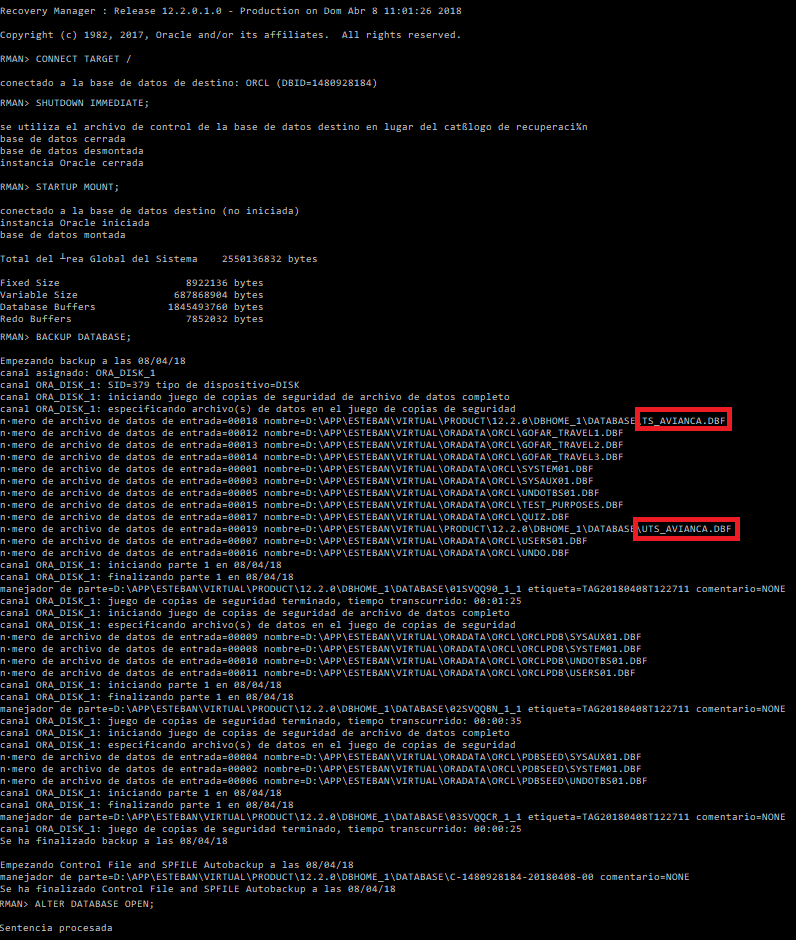 Recovery Manager : Release 12.2.0.1.0 - Production on Dom Abr 8 11:01:26 2018
Copyright (c) 1982, 2017, Oracle and/or its affiliates.  All rights reserved.
RMAN> CONNECT TARGET /
conectado a la base de datos de destino: ORCL (DBID=1480928184)
RMAN> SHUTDOWN IMMEDIATE;
se utiliza el archivo de control de la base de datos destino en lugar del catßlogo de recuperaci¾n
base de datos cerrada
base de datos desmontada
instancia Oracle cerrada
RMAN> STARTUP MOUNT;
conectado a la base de datos destino (no iniciada)
instancia Oracle iniciada
base de datos montada
Total del ┴rea Global del Sistema    2550136832 bytes
Fixed Size                     8922136 bytes
Variable Size                687868904 bytes
Database Buffers            1845493760 bytes
Redo Buffers                   7852032 bytes
RMAN> BACKUP DATABASE;
Empezando backup a las 08/04/18
canal asignado: ORA_DISK_1
canal ORA_DISK_1: SID=379 tipo de dispositivo=DISK
canal ORA_DISK_1: iniciando juego de copias de seguridad de archivo de datos completo
canal ORA_DISK_1: especificando archivo(s) de datos en el juego de copias de seguridad
n·mero de archivo de datos de entrada=00018 nombre=D:\APP\ESTEBAN\VIRTUAL\PRODUCT\12.2.0\DBHOME_1\DATABASE\TS_AVIANCA.DBF
n·mero de archivo de datos de entrada=00012 nombre=D:\APP\ESTEBAN\VIRTUAL\ORADATA\ORCL\GOFAR_TRAVEL1.DBF
n·mero de archivo de datos de entrada=00013 nombre=D:\APP\ESTEBAN\VIRTUAL\ORADATA\ORCL\GOFAR_TRAVEL2.DBF
n·mero de archivo de datos de entrada=00014 nombre=D:\APP\ESTEBAN\VIRTUAL\ORADATA\ORCL\GOFAR_TRAVEL3.DBF
n·mero de archivo de datos de entrada=00001 nombre=D:\APP\ESTEBAN\VIRTUAL\ORADATA\ORCL\SYSTEM01.DBF
n·mero de archivo de datos de entrada=00003 nombre=D:\APP\ESTEBAN\VIRTUAL\ORADATA\ORCL\SYSAUX01.DBF
n·mero de archivo de datos de entrada=00005 nombre=D:\APP\ESTEBAN\VIRTUAL\ORADATA\ORCL\UNDOTBS01.DBF
n·mero de archivo de datos de entrada=00015 nombre=D:\APP\ESTEBAN\VIRTUAL\ORADATA\ORCL\TEST_PURPOSES.DBF
n·mero de archivo de datos de entrada=00017 nombre=D:\APP\ESTEBAN\VIRTUAL\ORADATA\ORCL\QUIZ.DBF
n·mero de archivo de datos de entrada=00019 nombre=D:\APP\ESTEBAN\VIRTUAL\PRODUCT\12.2.0\DBHOME_1\DATABASE\UTS_AVIANCA.DBF
n·mero de archivo de datos de entrada=00007 nombre=D:\APP\ESTEBAN\VIRTUAL\ORADATA\ORCL\USERS01.DBF
n·mero de archivo de datos de entrada=00016 nombre=D:\APP\ESTEBAN\VIRTUAL\ORADATA\ORCL\UNDO.DBF
canal ORA_DISK_1: iniciando parte 1 en 08/04/18
canal ORA_DISK_1: finalizando parte 1 en 08/04/18
manejador de parte=D:\APP\ESTEBAN\VIRTUAL\PRODUCT\12.2.0\DBHOME_1\DATABASE\01SVQQ90_1_1 etiqueta=TAG20180408T122711 comentario=NONE
canal ORA_DISK_1: juego de copias de seguridad terminado, tiempo transcurrido: 00:01:25
canal ORA_DISK_1: iniciando juego de copias de seguridad de archivo de datos completo
canal ORA_DISK_1: especificando archivo(s) de datos en el juego de copias de seguridad
n·mero de archivo de datos de entrada=00009 nombre=D:\APP\ESTEBAN\VIRTUAL\ORADATA\ORCL\ORCLPDB\SYSAUX01.DBF
n·mero de archivo de datos de entrada=00008 nombre=D:\APP\ESTEBAN\VIRTUAL\ORADATA\ORCL\ORCLPDB\SYSTEM01.DBF
n·mero de archivo de datos de entrada=00010 nombre=D:\APP\ESTEBAN\VIRTUAL\ORADATA\ORCL\ORCLPDB\UNDOTBS01.DBF
n·mero de archivo de datos de entrada=00011 nombre=D:\APP\ESTEBAN\VIRTUAL\ORADATA\ORCL\ORCLPDB\USERS01.DBF
canal ORA_DISK_1: iniciando parte 1 en 08/04/18
canal ORA_DISK_1: finalizando parte 1 en 08/04/18
manejador de parte=D:\APP\ESTEBAN\VIRTUAL\PRODUCT\12.2.0\DBHOME_1\DATABASE\02SVQQBN_1_1 etiqueta=TAG20180408T122711 comentario=NONE
canal ORA_DISK_1: juego de copias de seguridad terminado, tiempo transcurrido: 00:00:35
canal ORA_DISK_1: iniciando juego de copias de seguridad de archivo de datos completo
canal ORA_DISK_1: especificando archivo(s) de datos en el juego de copias de seguridad
n·mero de archivo de datos de entrada=00004 nombre=D:\APP\ESTEBAN\VIRTUAL\ORADATA\ORCL\PDBSEED\SYSAUX01.DBF
n·mero de archivo de datos de entrada=00002 nombre=D:\APP\ESTEBAN\VIRTUAL\ORADATA\ORCL\PDBSEED\SYSTEM01.DBF
n·mero de archivo de datos de entrada=00006 nombre=D:\APP\ESTEBAN\VIRTUAL\ORADATA\ORCL\PDBSEED\UNDOTBS01.DBF
canal ORA_DISK_1: iniciando parte 1 en 08/04/18
canal ORA_DISK_1: finalizando parte 1 en 08/04/18
manejador de parte=D:\APP\ESTEBAN\VIRTUAL\PRODUCT\12.2.0\DBHOME_1\DATABASE\03SVQQCR_1_1 etiqueta=TAG20180408T122711 comentario=NONE
canal ORA_DISK_1: juego de copias de seguridad terminado, tiempo transcurrido: 00:00:25
Se ha finalizado backup a las 08/04/18
Empezando Control File and SPFILE Autobackup a las 08/04/18
manejador de parte=D:\APP\ESTEBAN\VIRTUAL\PRODUCT\12.2.0\DBHOME_1\DATABASE\C-1480928184-20180408-00 comentario=NONE
Se ha finalizado Control File and SPFILE Autobackup a las 08/04/18
RMAN> ALTER DATABASE OPEN;
Sentencia procesada